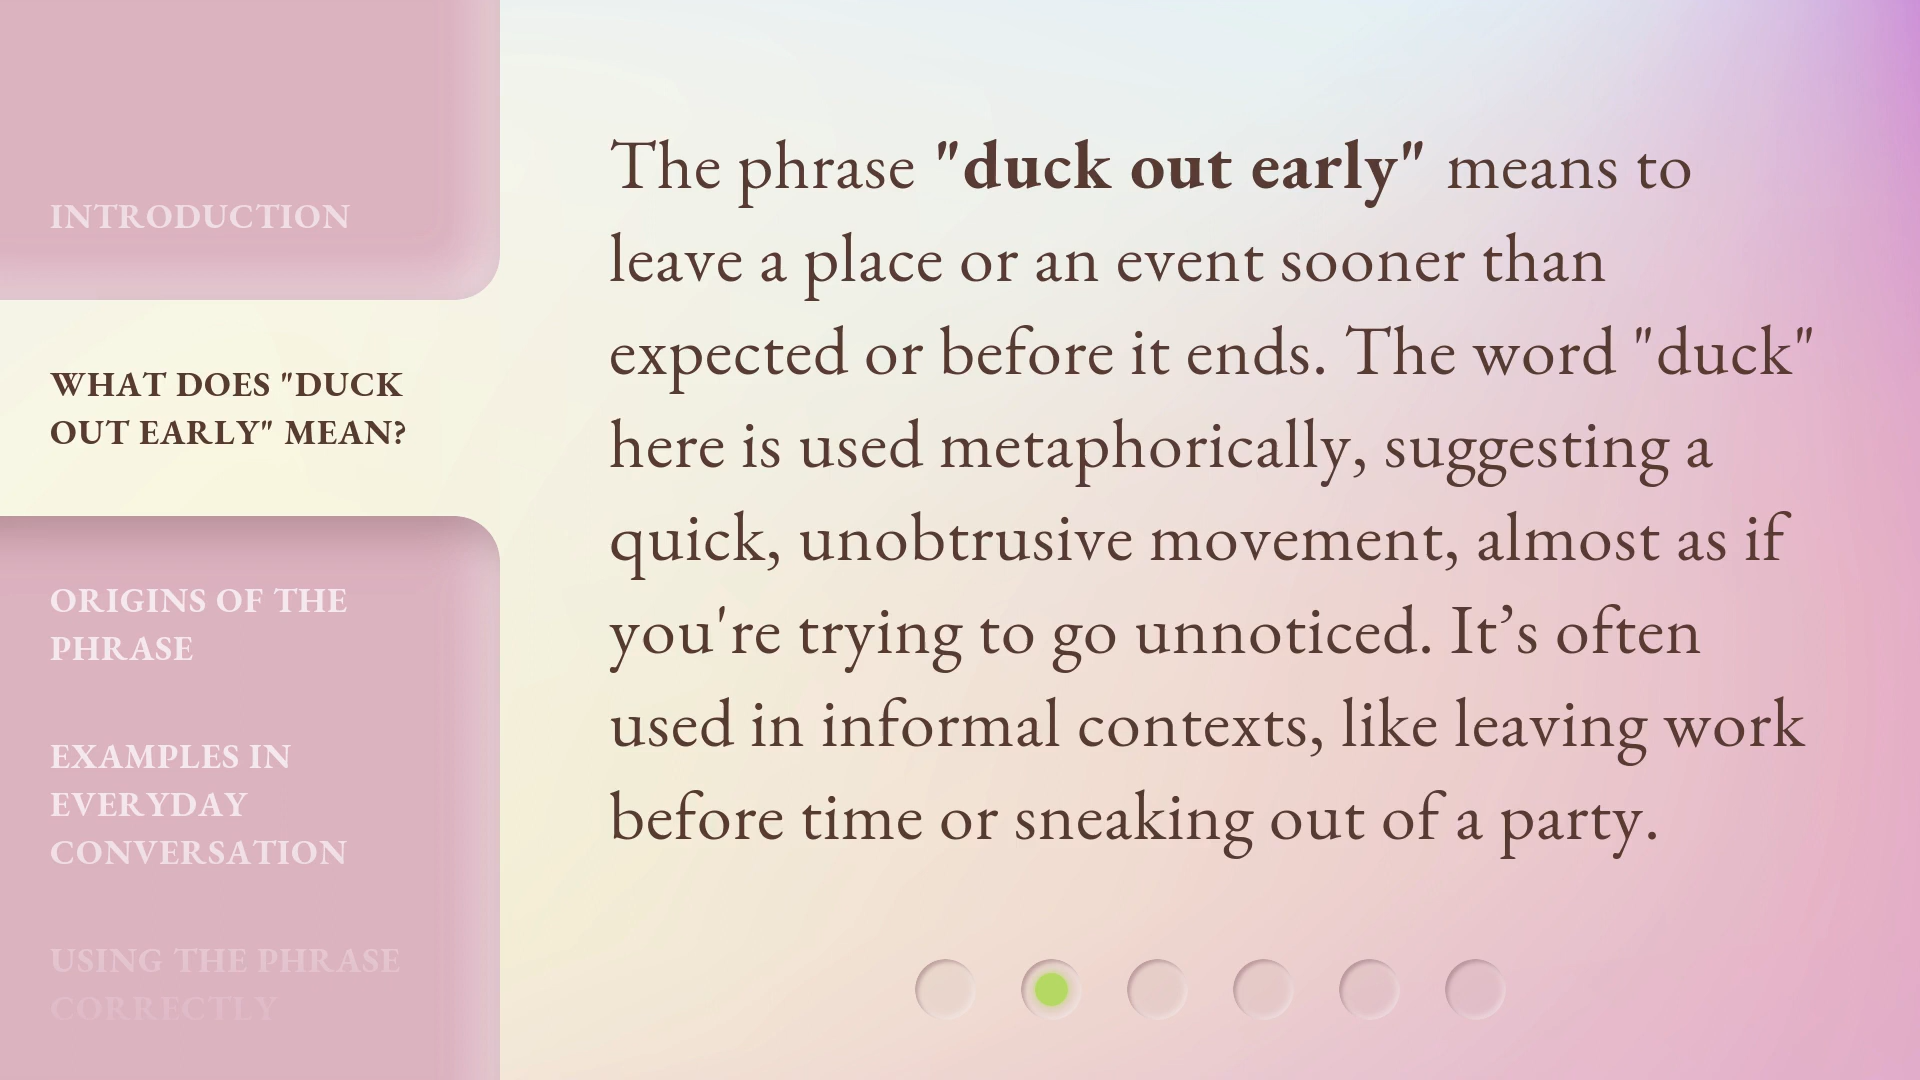 INTRODUCTION
WHAT DOES "DUCK
OUT EARLY" MEAN?
ORIGINS OF THE
PHRASE
EXAMPLES IN
EVERYDAY
CONVERSATION
USING THE PHRASE
CORRECTLY
The phrase "duck out early" means to
leave a place or an event sooner than
expected or before it ends. The word "duck"
here is used metaphorically, suggesting a
quick, unobtrusive movement, almost as if
you're trying to go unnoticed. It’s often
used in informal contexts, like leaving work
before time or sneaking out of a party.